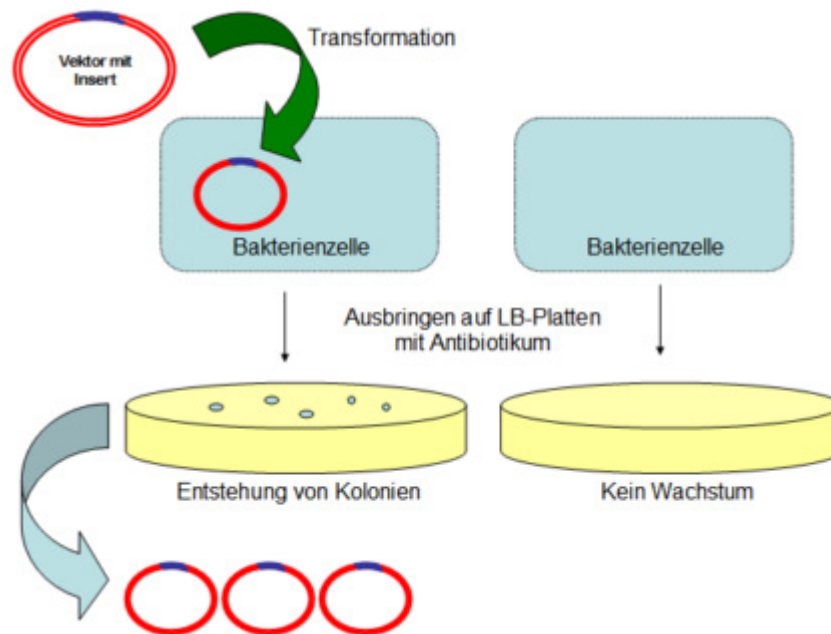 Vektor mit
Insert
Transformation
Bakterienzelle
Bakterienzelle
Ausbringen auf LB-Platten
mit Antibiotikum
Entstehung von Kolonien
Kein Wachstum